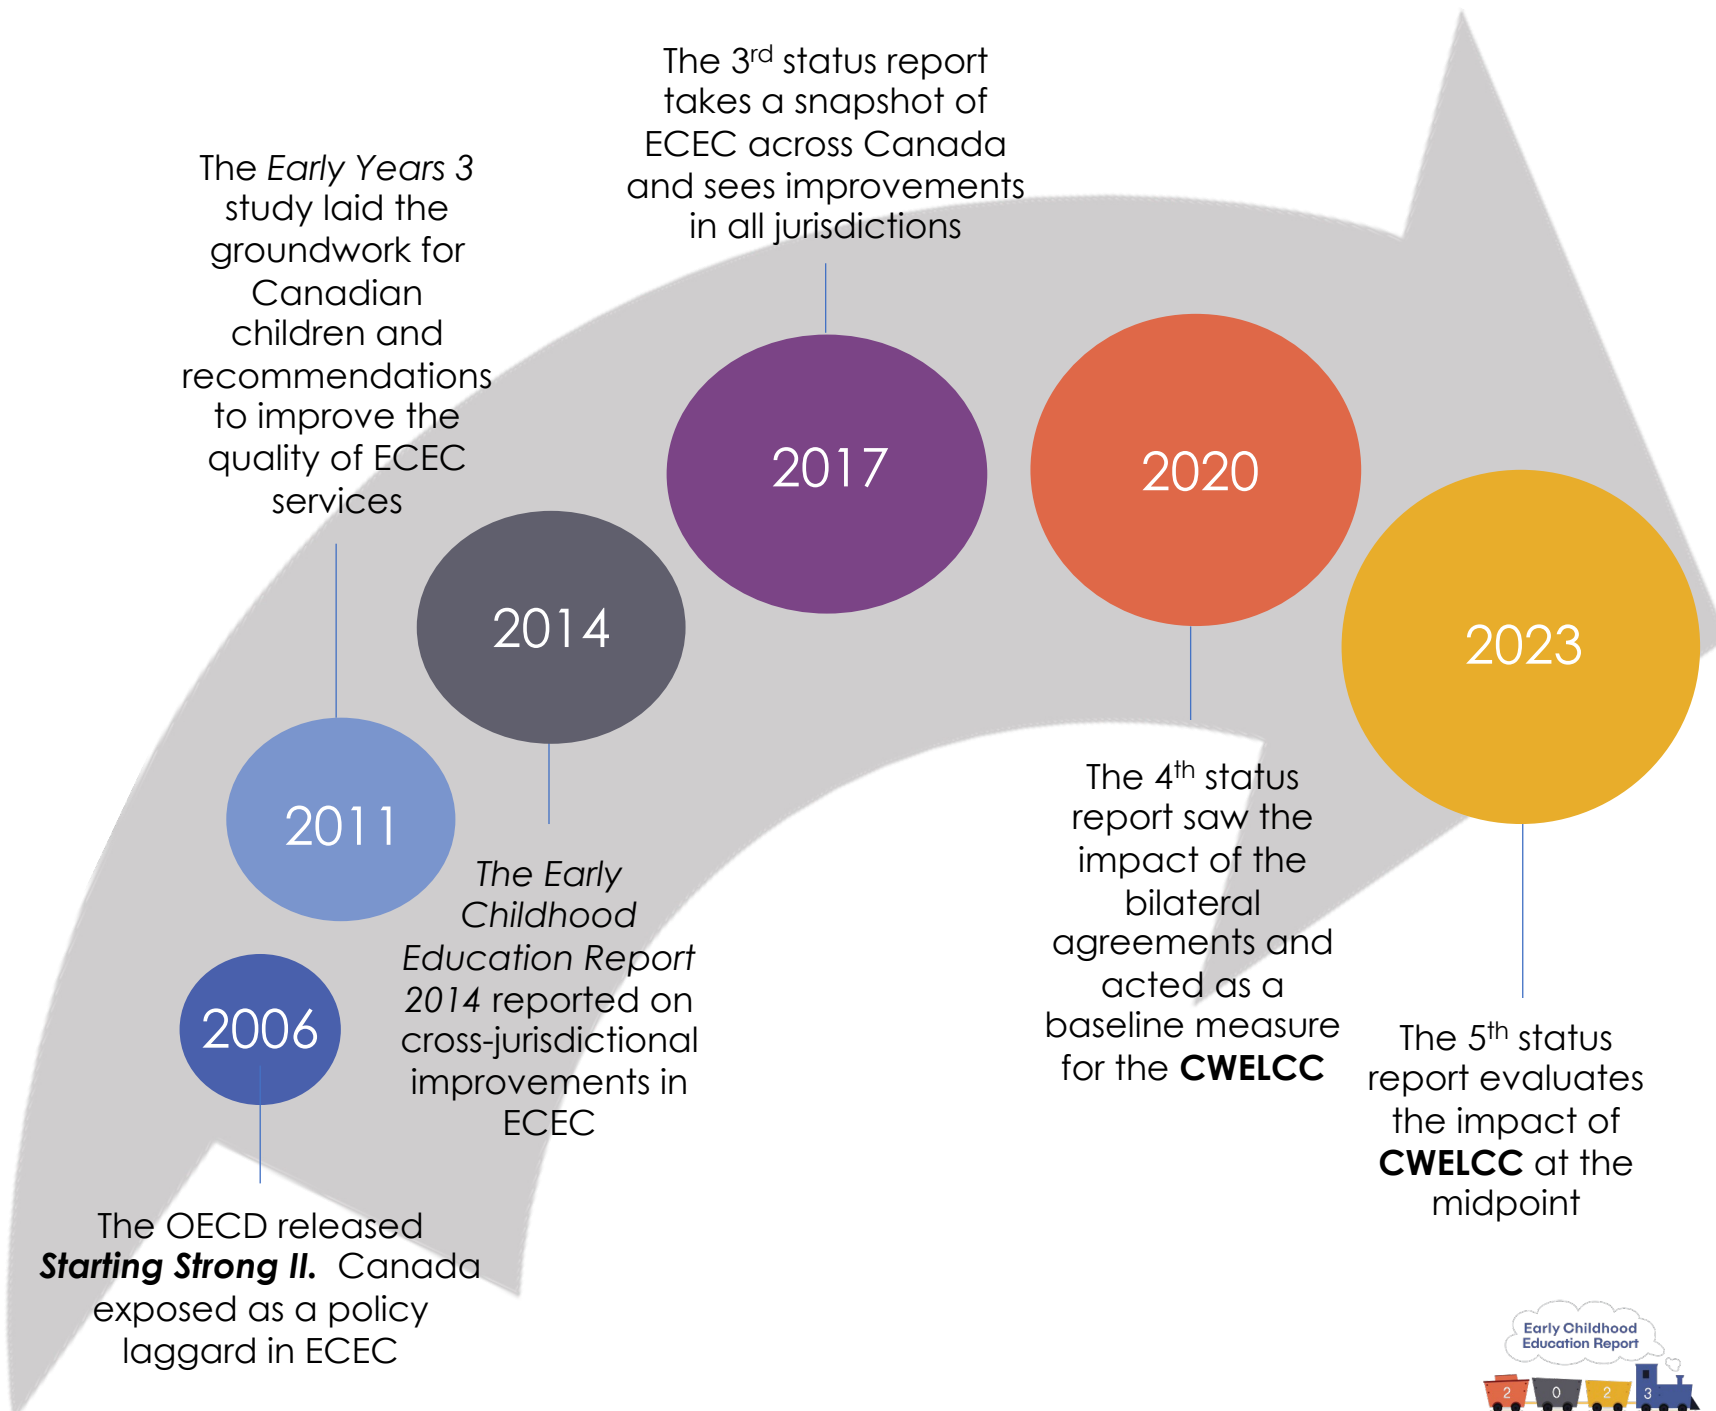 The 3rd status report
takes a snapshot of
ECEC across Canada
and sees improvements
in all jurisdictions
The Early Years 3
study laid the
groundwork for
Canadian
children and
recommendations
to improve the
quality of ECEC
services
2017
2020
2014
2023
2011
The 4th status
report saw the
impact of the
bilateral
agreements and
acted as a
baseline measure
for the CWELCC
The Early
Childhood
Education Report
2014 reported on
cross-jurisdictional
improvements in
ECEC
2006
The 5th status
report evaluates
the impact of
CWELCC at the
midpoint
The OECD released
Starting Strong II. Canada
exposed as a policy
laggard in ECEC
Early Childhood
Education Report
2 0 2 3